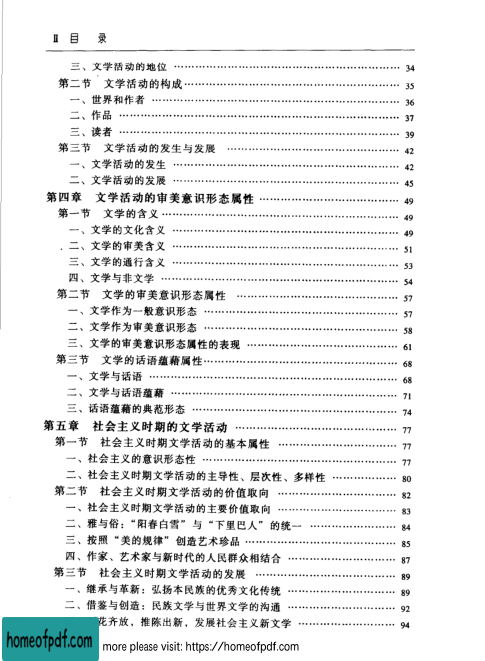 Ⅱ 目 录
三、文学活动的地位 34
第二节 文学活动的构成 35
一、世界和作者 36
二、作品 37
三、读者 39
第三节 文学活动的发生与发展 42
一、文学活动的发生 42
二、文学活动的发展 45
第四章 文学活动的审美意识形态属性 49
第一节 文学的含义 49
一、文学的文化含义 49
二、文学的审美含义 51
三、文学的通行含义 53
四、文学与非文学 54
第二节 文学的审美意识形态属性 57
一、文学作为一般意识形态 57
二、文学作为审美意识形态 58
三、文学的审美意识形态属性的表现 61
第三节 文学的话语蕴藉属性 68
一、文学与话语 68
二、文学与话语蕴藉 71
三、话语蕴藉的典范形态 74
第五章 社会主义时期的文学活动 77
第一节 社会主义时期文学活动的基本属性 77
一、社会主义的意识形态性 77
二、社会主义时期文学活动的主导性、层次性、多样性 80
第二节 社会主义时期文学活动的价值取向 82
一、社会主义时期文学活动的主要价值取向 83
二、雅与俗：“阳春白雪”与“下里巴人”的统一 84
三、按照“美的规律”创造艺术珍品 85
四、作家、艺术家与新时代的人民群众相结合 87
第三节 社会主义时期文学活动的发展 89
一、继承与革新：弘扬本民族的优秀文化传统 89
二、借鉴与创造：民族文学与世界文学的沟通 92
花齐放，推陈出新，发展社会主义新文学 94
homeofpdf.com
more please visit: https://homeofpdf.com